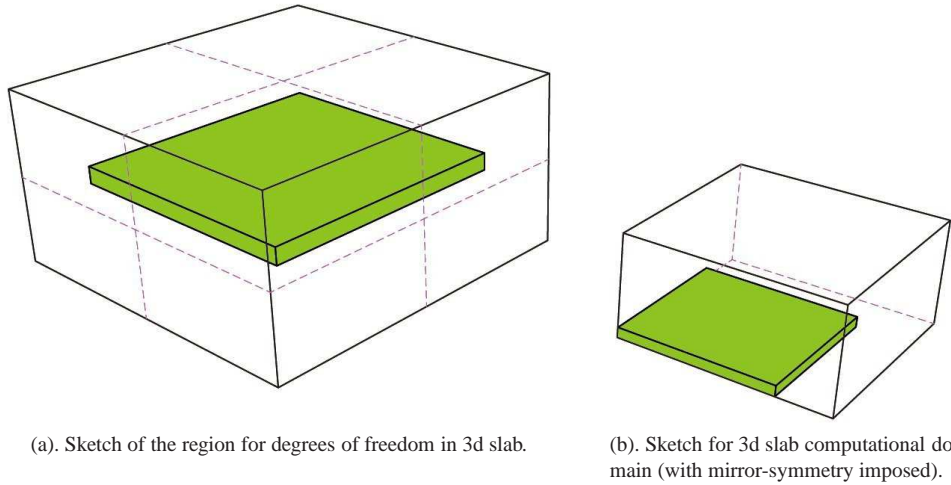 (a). Sketch of the region for degrees of freedom in 3d slab.
(b). Sketch for 3d slab computational do
main (with mirror-symmetry imposed).